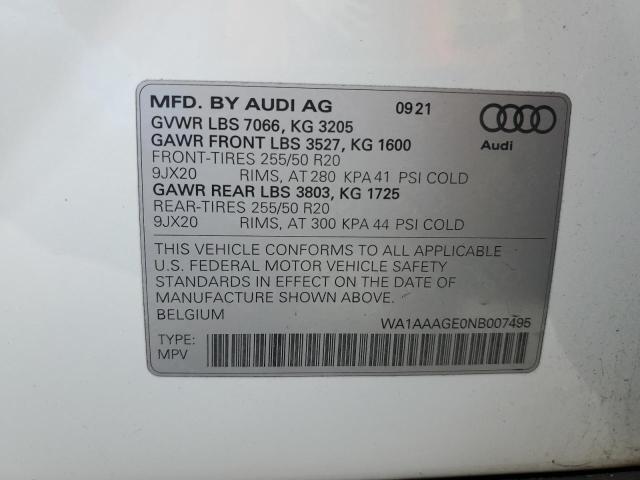 MFD. BY AUDI AG 09 21
GVWR LBS 7066, KG 3205
GAWR FRONT LBS 3527, KG 1600
FRONT-TIRES 255/50 R20
9JX20 RIMS, AT 280 KPA 41 PSI COLD
GAWR REAR LBS 3803, KG 1725
REAR-TIRES 255/50 R20
9JX20 RIMS, AT 300 KPA 44 PSI COLD
Audi
THIS VEHICLE CONFORMS TO ALL APPLICABLE
U.S. FEDERAL MOTOR VEHICLE SAFETY
STANDARDS IN EFFECT ON THE DATE OF
MANUFACTURE SHOWN ABOVE.
BELGIUM WA1AAAGE0NB007495
TYPE:
MPV